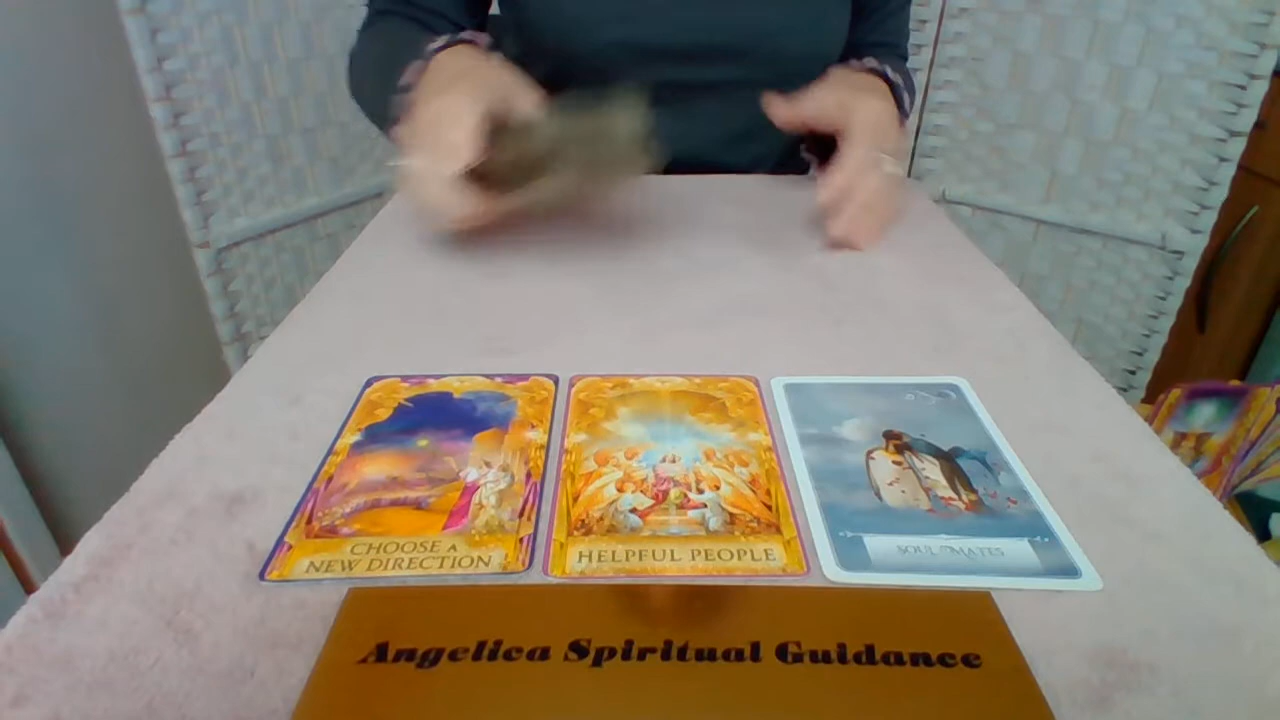 CHOOSE A
NEW DIRECTION
HELPFUL PEOPLE
SOUL MATES
Angelica Spiritual Guidance